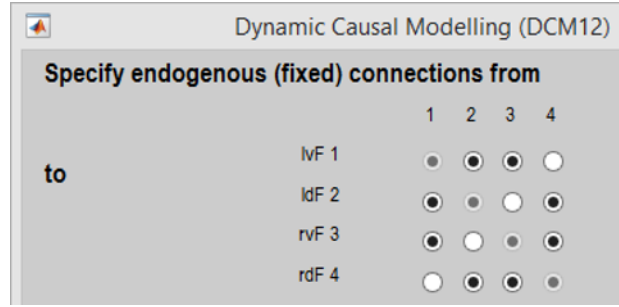 Dynamic Causal Modelling (DCM12)
Specify endogenous (fixed) connections from
1 2 3 4
to
lvF 1
ldF 2
rvF 3
rdF 4